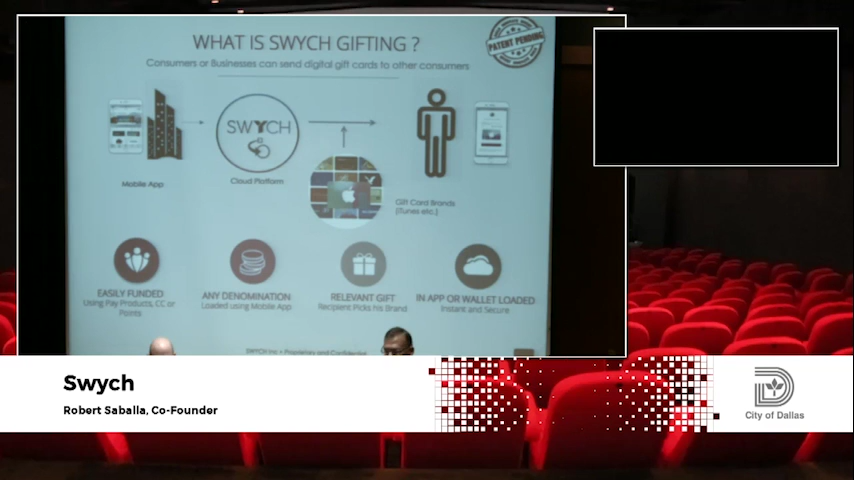 WHAT IS SWYCH GIFTING ?
PATENT PENDING
Consumers or Businesses can send digital gift cards to other consumers
SWYCH
Mobile App
Cloud Platform
Gift Card Brands
(iTunes etc.)
EASILY FUNDED
Using Pay Products, CC or
Points
ANY DENOMINATION
Loaded using Mobile App
RELEVANT GIFT
Recipient Picks his Brand
IN APP OR WALLET LOADED
Instant and Secure
SWYCH Inc • Proprietary and Confidential
Swych
Robert Saballa, Co-Founder
City of Dallas